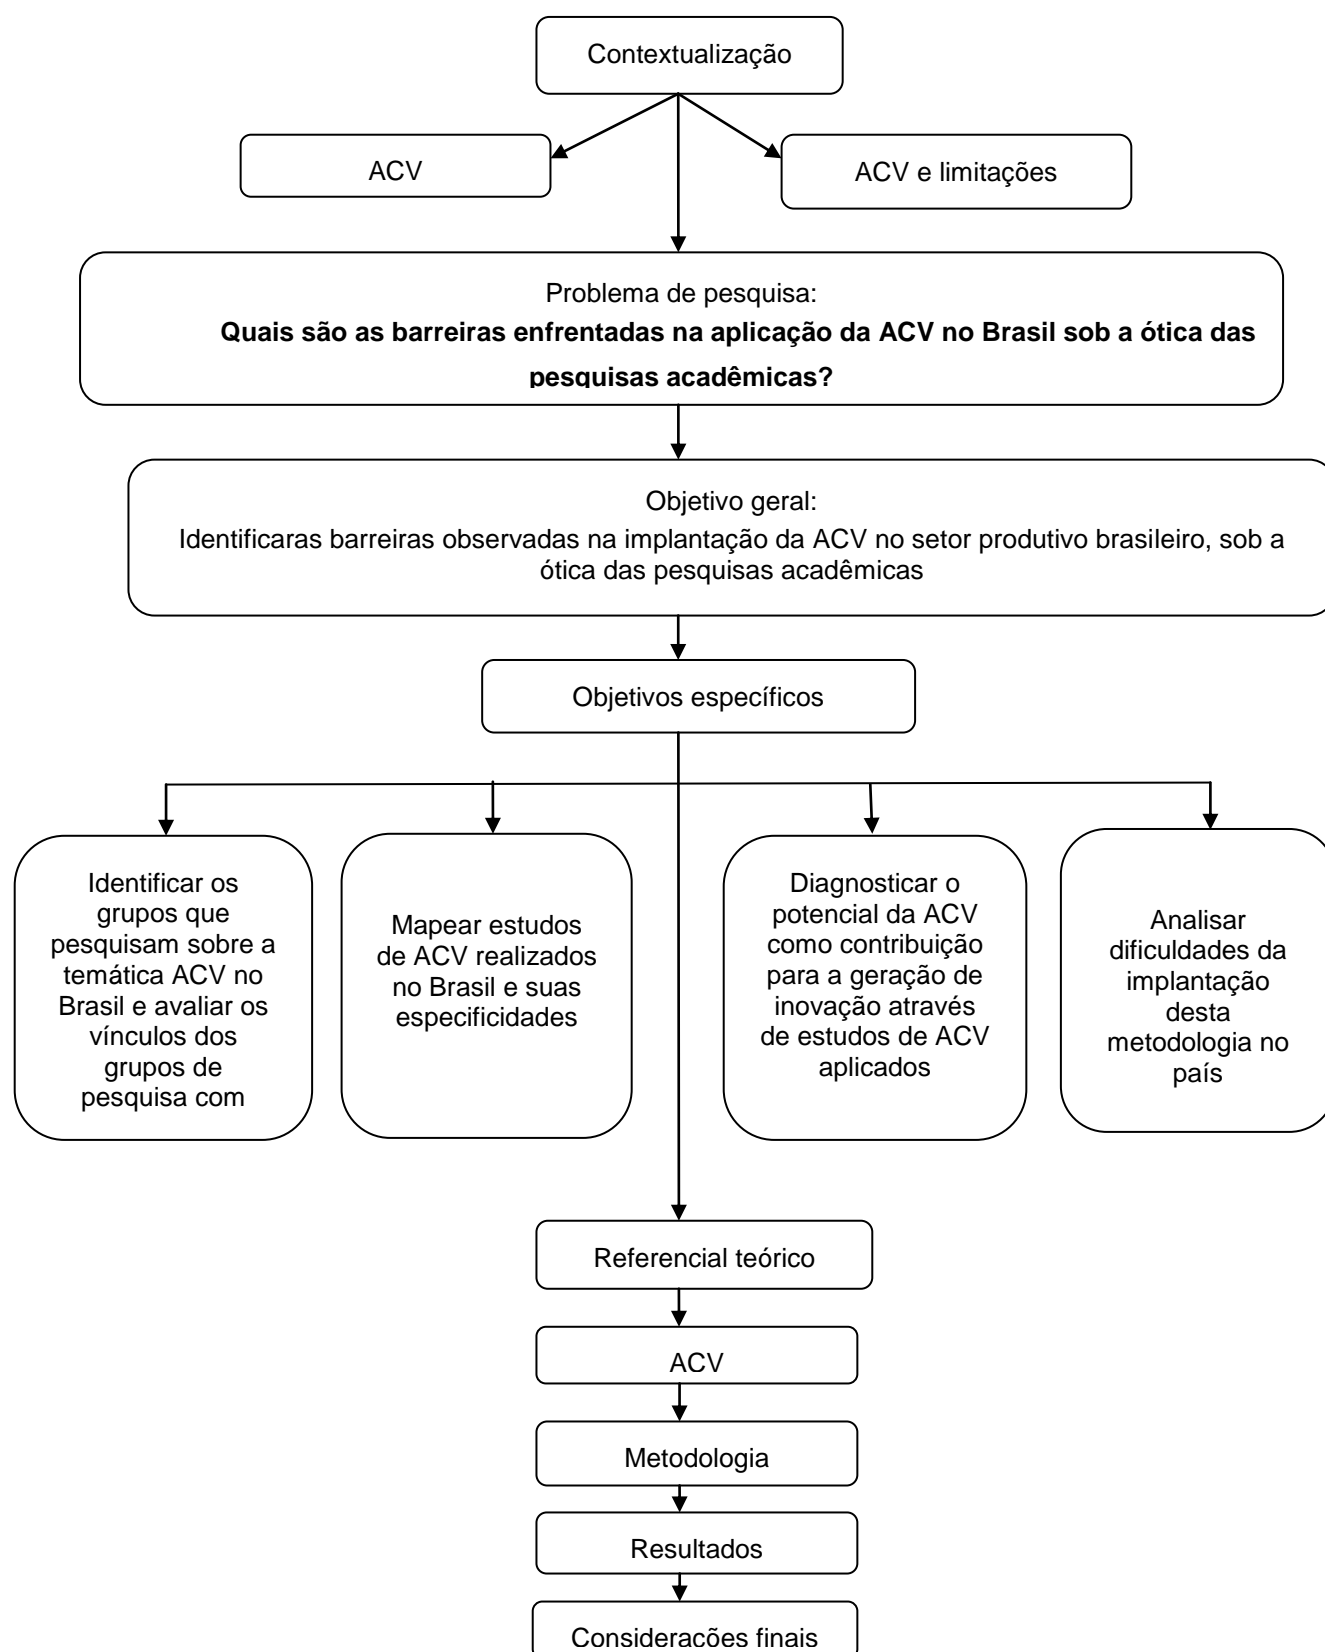 Contextualização
ACV
ACV e limitações
Problema de pesquisa:
Quais são as barreiras enfrentadas na aplicação da ACV no Brasil sob a ótica das
pesquisas acadêmicas?
Objetivo geral:
Identificaras barreiras observadas na implantação da ACV no setor produtivo brasileiro, sob a
ótica das pesquisas acadêmicas
Objetivos específicos
Identificar os
grupos que
pesquisam sobre a
temática ACV no
Brasil e avaliar os
vínculos dos
grupos de
pesquisa com
Mapear estudos
de ACV realizados
no Brasil e suas
especificidades
Diagnosticar o
potencial da ACV
como contribuição
para a geração de
inovação através
de estudos de ACV
aplicados
Analisar
dificuldades da
implantação
desta
metodologia no
país
Referencial teórico
ACV
Metodologia
Resultados
Considerações finais